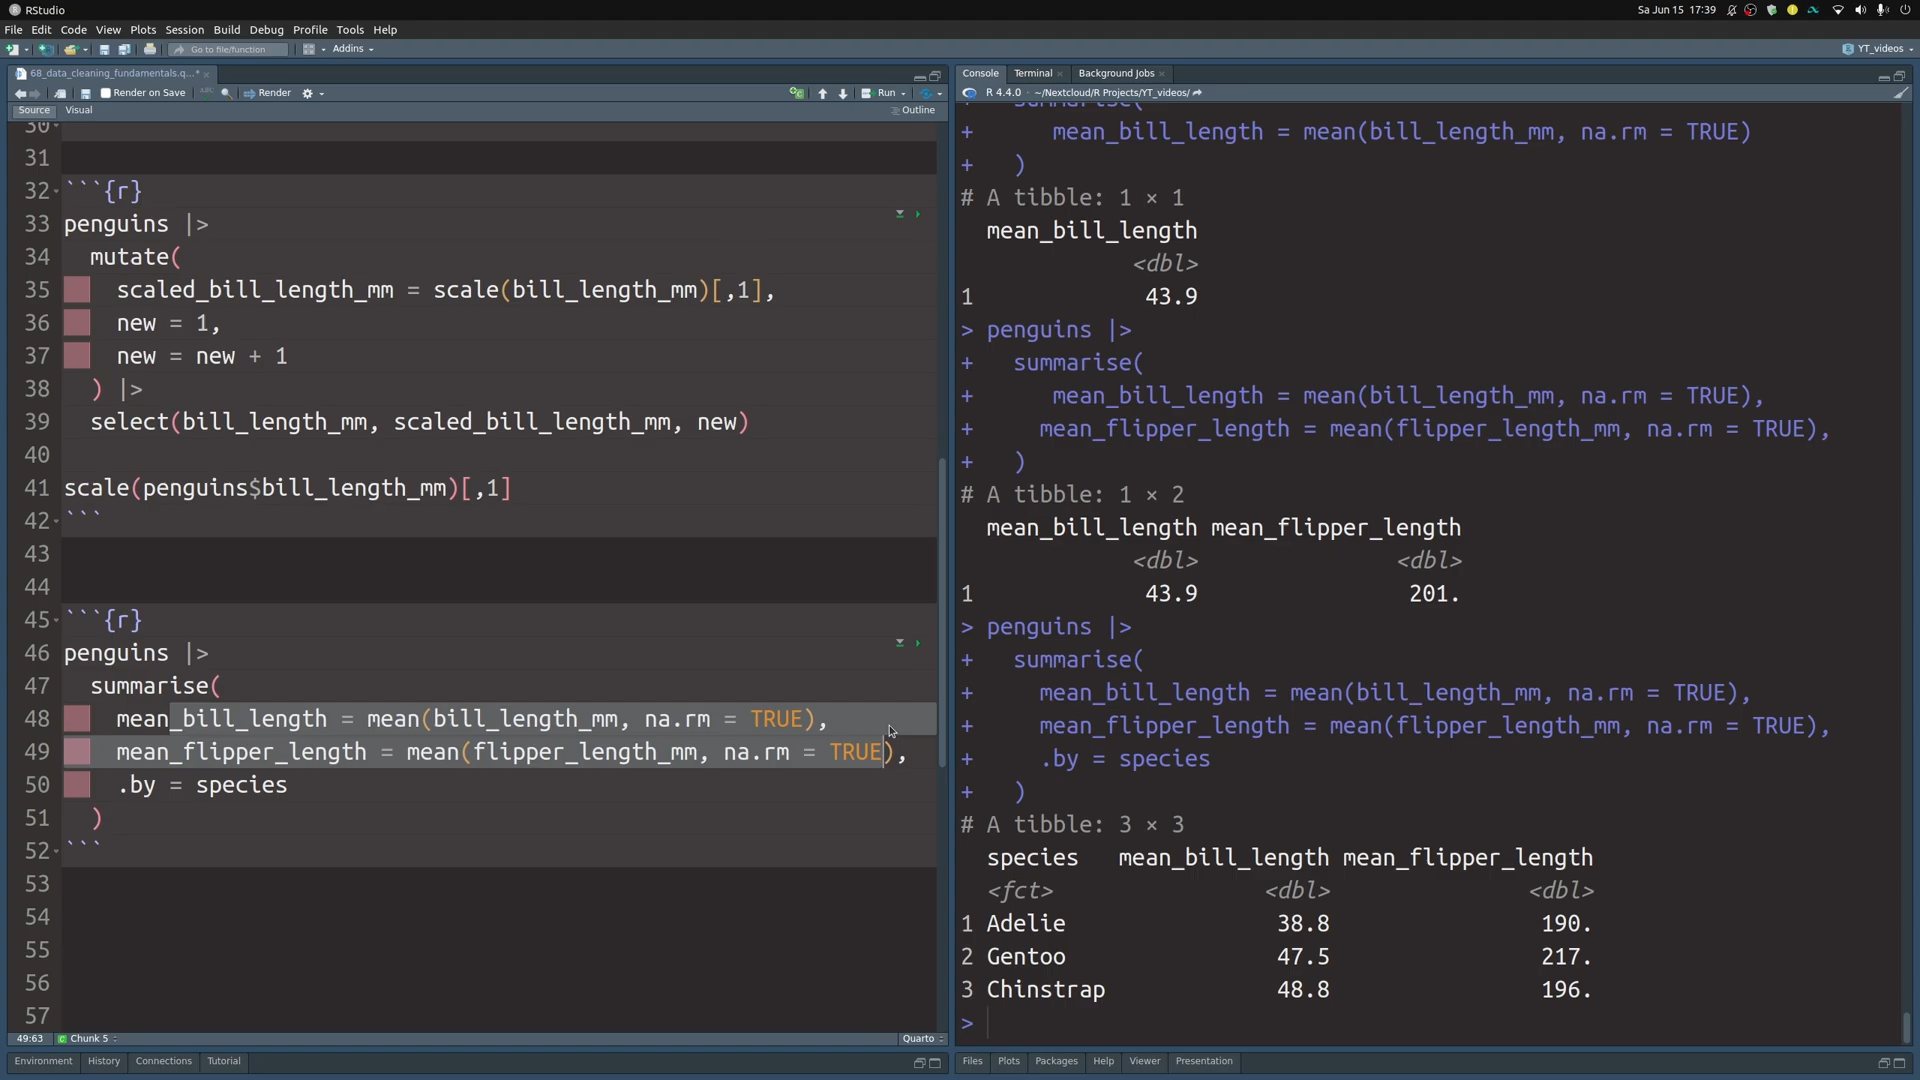 RStudio
Sa Jun 15 17:39
File Edit Code View Plots Session Build Debug Profile Tools Help
Go to file/function
Addins
YT_videos
68_data_cleaning_fundamentals.q...*
Render on Save
ABC
Render
Run
Source Visual
Outline
30
31
32 ```{r}
33 penguins |>
34 mutate(
35 scaled_bill_length_mm = scale(bill_length_mm)[,1],
36 new = 1,
37 new = new + 1
38 ) |>
39 select(bill_length_mm, scaled_bill_length_mm, new)
40
41 scale(penguins$bill_length_mm)[,1]
42 ```
43
44
45 ```{r}
46 penguins |>
47 summarise(
48 mean_bill_length = mean(bill_length_mm, na.rm = TRUE),
49 mean_flipper_length = mean(flipper_length_mm, na.rm = TRUE),
50 .by = species
51 )
52 ```
53
54
55
56
57
49:63 Chunk 5 Quarto
Environment History Connections Tutorial
Console Terminal Background Jobs
R 4.4.0 · ~/Nextcloud/R Projects/YT_videos/
+ summarise(
+ mean_bill_length = mean(bill_length_mm, na.rm = TRUE)
+ )
# A tibble: 1 × 1
mean_bill_length
<dbl>
1 43.9
> penguins |>
+ summarise(
+ mean_bill_length = mean(bill_length_mm, na.rm = TRUE),
+ mean_flipper_length = mean(flipper_length_mm, na.rm = TRUE),
+ )
# A tibble: 1 × 2
mean_bill_length mean_flipper_length
<dbl> <dbl>
1 43.9 201.
> penguins |>
+ summarise(
+ mean_bill_length = mean(bill_length_mm, na.rm = TRUE),
+ mean_flipper_length = mean(flipper_length_mm, na.rm = TRUE),
+ .by = species
+ )
# A tibble: 3 × 3
species mean_bill_length mean_flipper_length
<fct> <dbl> <dbl>
1 Adelie 38.8 190.
2 Gentoo 47.5 217.
3 Chinstrap 48.8 196.
>
Files Plots Packages Help Viewer Presentation